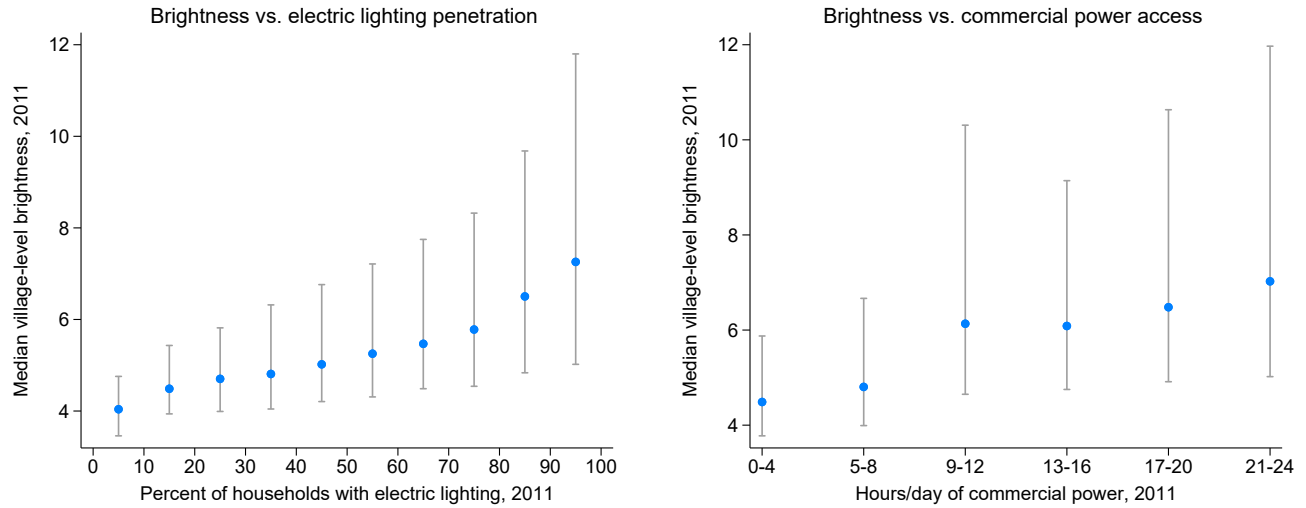 Brightness vs. electric lighting penetration
Median village-level brightness, 2011
12
10
8
6
4
0 10 20 30 40 50 60 70 80 90 100
Percent of households with electric lighting, 2011
Brightness vs. commercial power access
Median village-level brightness, 2011
12
10
8
6
4
0-4 5-8 9-12 13-16 17-20 21-24
Hours/day of commercial power, 2011